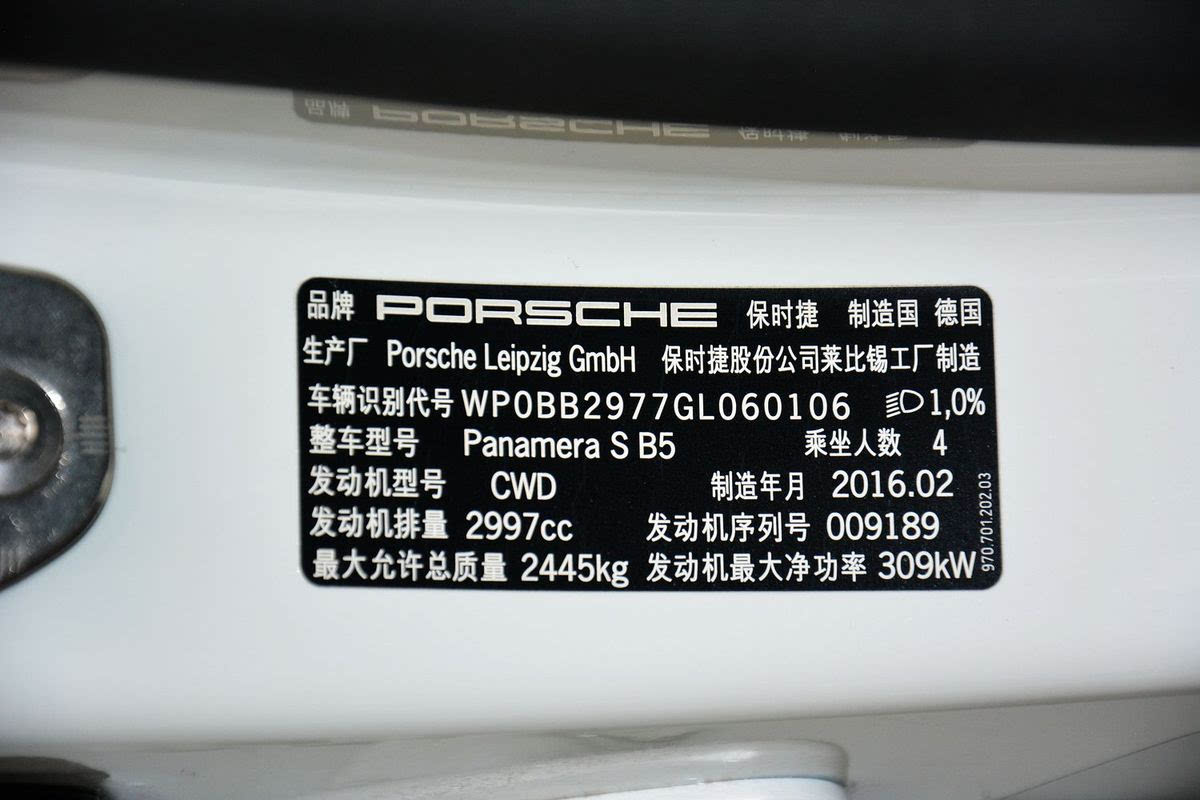 品牌 PORSCHE 保时捷 制造国 德国
生产厂 Porsche Leipzig GmbH 保时捷股份公司莱比锡工厂制造
车辆识别代号 WP0BB2977GL060106 1,0%
整车型号 Panamera S B5 乘坐人数 4
发动机型号 CWD 制造年月 2016.02
发动机排量 2997cc 发动机序列号 009189
最大允许总质量 2445kg 发动机最大净功率 309kW
970.701.202.03